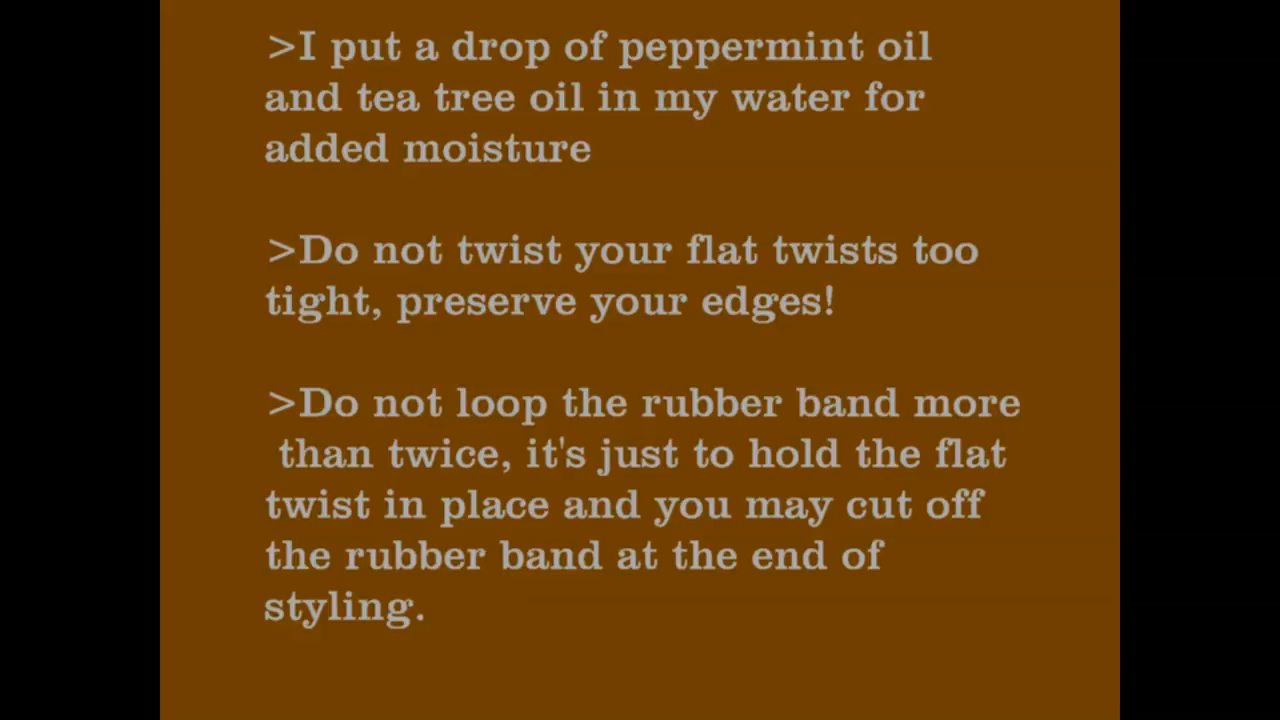 >I put a drop of peppermint oil
and tea tree oil in my water for
added moisture
>Do not twist your flat twists too
tight, preserve your edges!
>Do not loop the rubber band more
than twice, it's just to hold the flat
twist in place and you may cut off
the rubber band at the end of
styling.